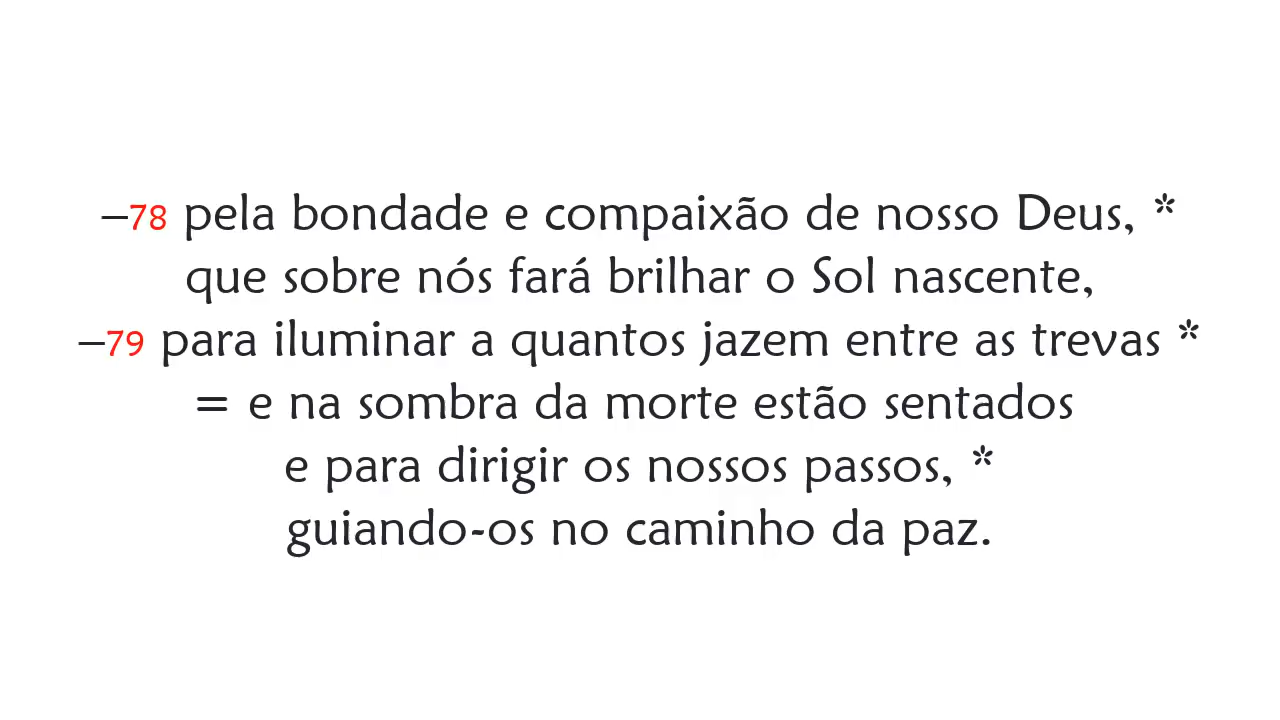 –78 pela bondade e compaixão de nosso Deus, *
que sobre nós fará brilhar o Sol nascente,
–79 para iluminar a quantos jazem entre as trevas *
= e na sombra da morte estão sentados
e para dirigir os nossos passos, *
guiando-os no caminho da paz.